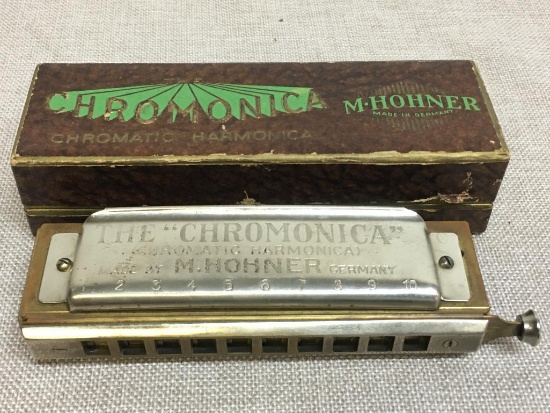 CHROMONICA
CHROMATIC HARMONICA
M·HOHNER
MADE IN GERMANY
THE "CHROMONICA"
(CHROMATIC HARMONICA)
MADE BY M.HOHNER GERMANY
1 2 3 4 5 6 7 8 9 10